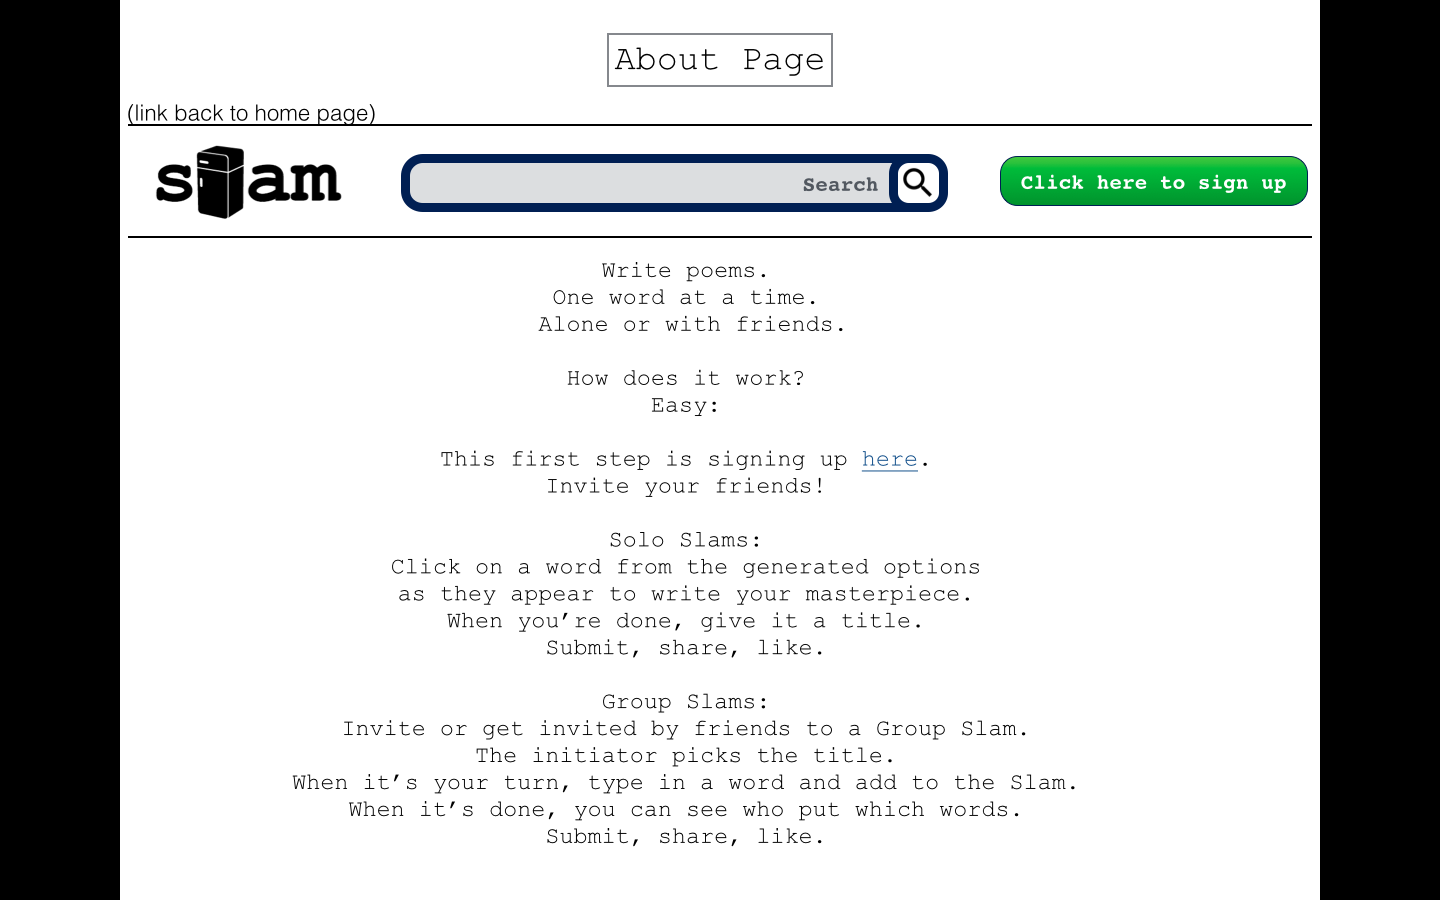 About Page
(link back to home page)
slam
Search
Click here to sign up
Write poems.
One word at a time.
Alone or with friends.
How does it work?
Easy:
This first step is signing up here.
Invite your friends!
Solo Slams:
Click on a word from the generated options
as they appear to write your masterpiece.
When you’re done, give it a title.
Submit, share, like.
Group Slams:
Invite or get invited by friends to a Group Slam.
The initiator picks the title.
When it’s your turn, type in a word and add to the Slam.
When it’s done, you can see who put which words.
Submit, share, like.